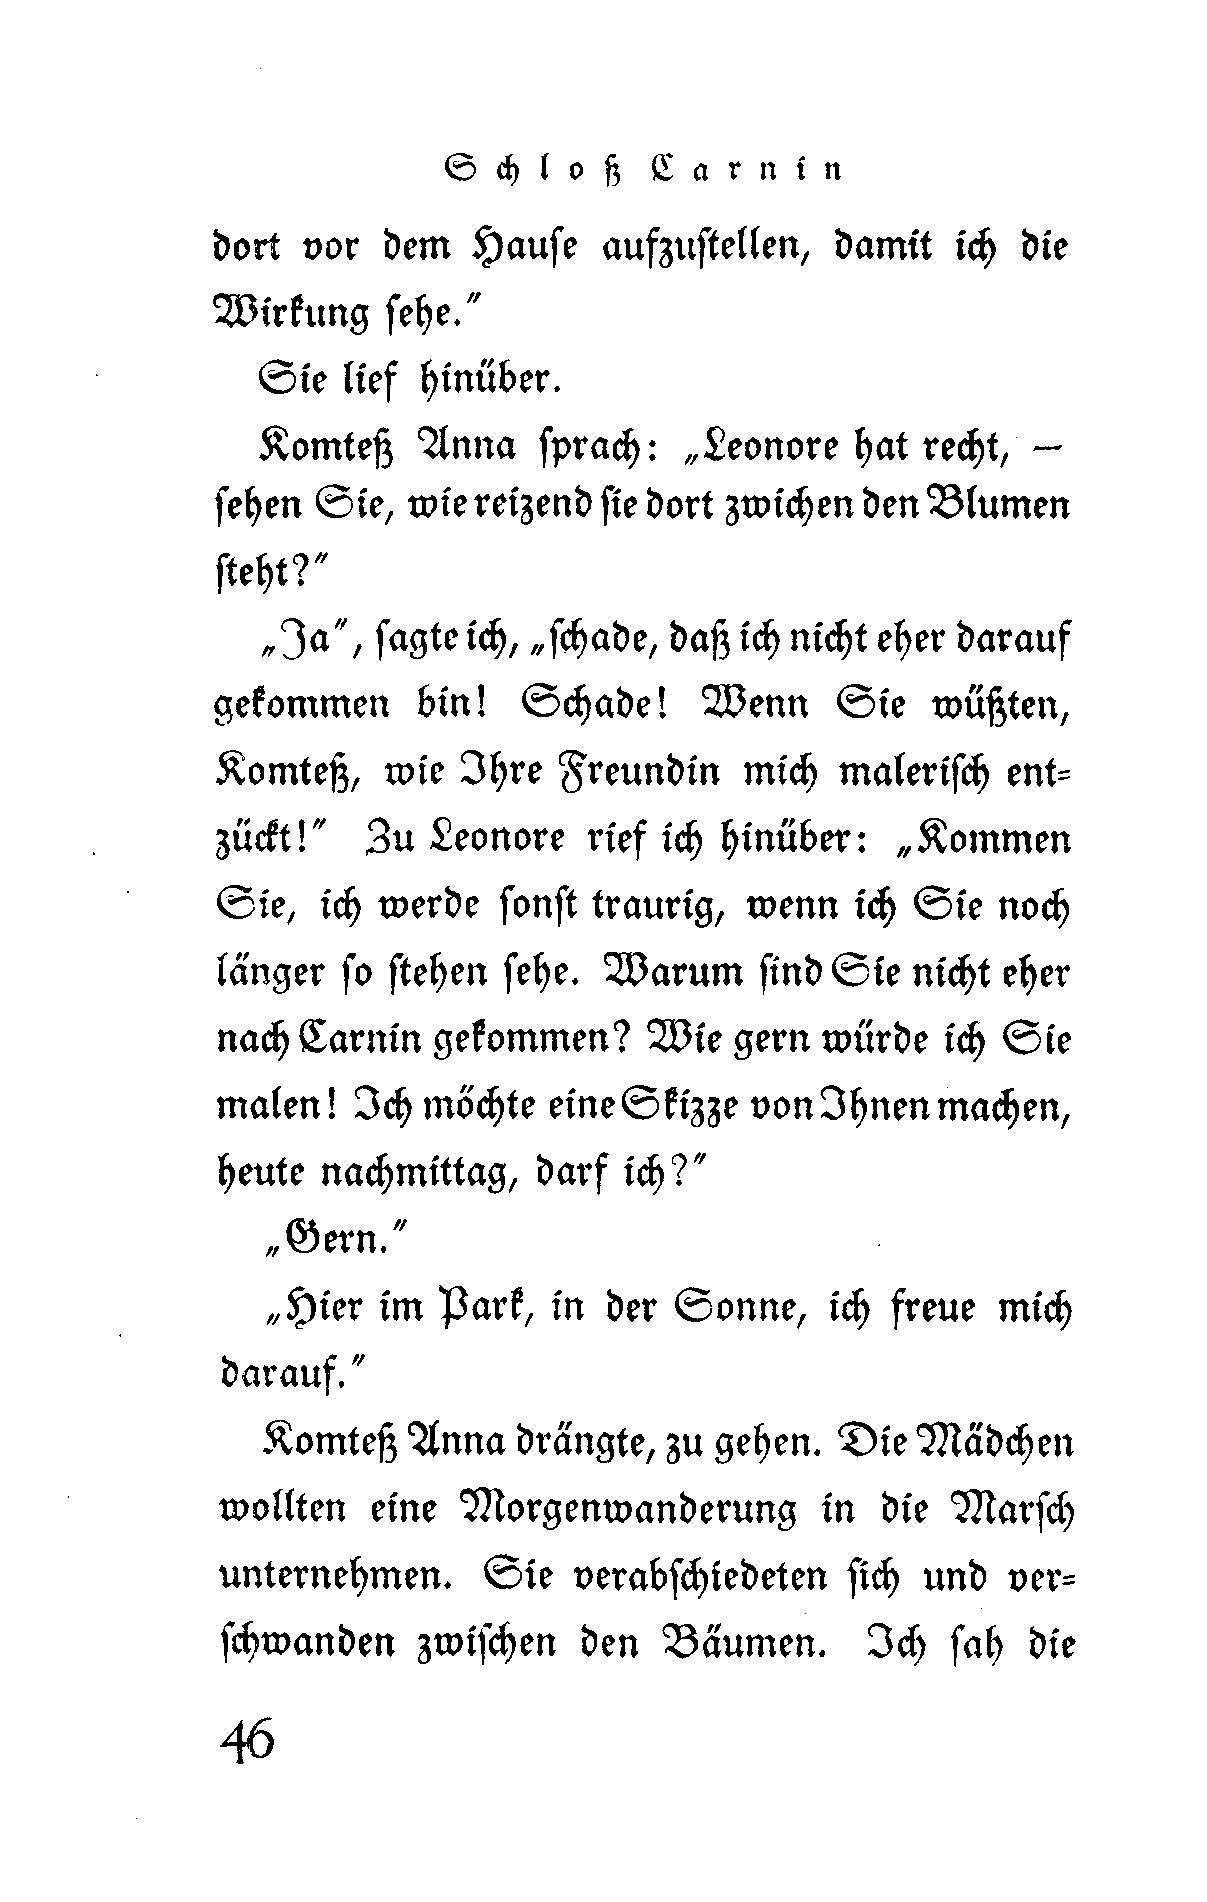 Schloß Carnin
dort vor dem Hause aufzustellen, damit ich die
Wirkung sehe."
Sie lief hinüber.
Komteß Anna sprach: „Leonore hat recht, —
sehen Sie, wie reizend sie dort zwichen den Blumen
steht?"
„Ja", sagte ich, „schade, daß ich nicht eher darauf
gekommen bin! Schade! Wenn Sie wüßten,
Komteß, wie Ihre Freundin mich malerisch ent-
zückt!" Zu Leonore rief ich hinüber: „Kommen
Sie, ich werde sonst traurig, wenn ich Sie noch
länger so stehen sehe. Warum sind Sie nicht eher
nach Carnin gekommen? Wie gern würde ich Sie
malen! Ich möchte eine Skizze von Ihnen machen,
heute nachmittag, darf ich?"
„Gern."
„Hier im Park, in der Sonne, ich freue mich
darauf."
Komteß Anna drängte, zu gehen. Die Mädchen
wollten eine Morgenwanderung in die Marsch
unternehmen. Sie verabschiedeten sich und ver-
schwanden zwischen den Bäumen. Ich sah die
46